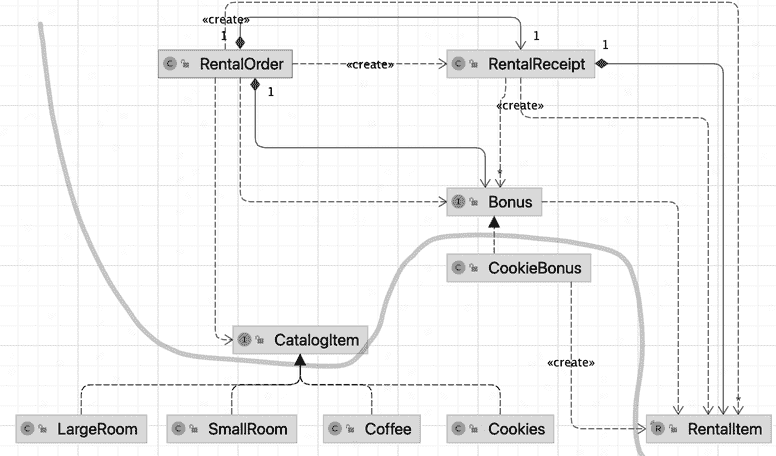 «create»
1
1
1
C RentalOrder
«create»
C RentalReceipt
1
«create»
I Bonus
C CookieBonus
I CatalogItem
«create»
C LargeRoom
C SmallRoom
C Coffee
C Cookies
R RentalItem